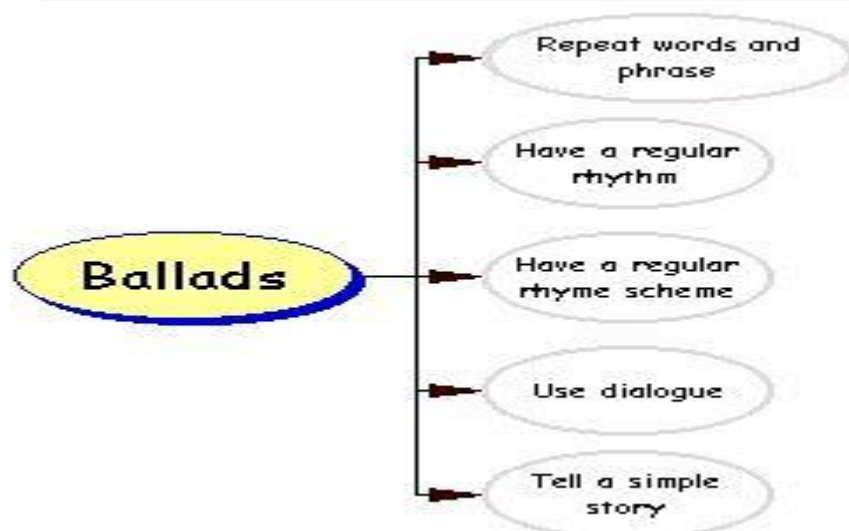 Repeat words and
phrase
Have a regular
rhythm
Ballads
Have a regular
rhyme scheme
Use dialogue
Tell a simple
story